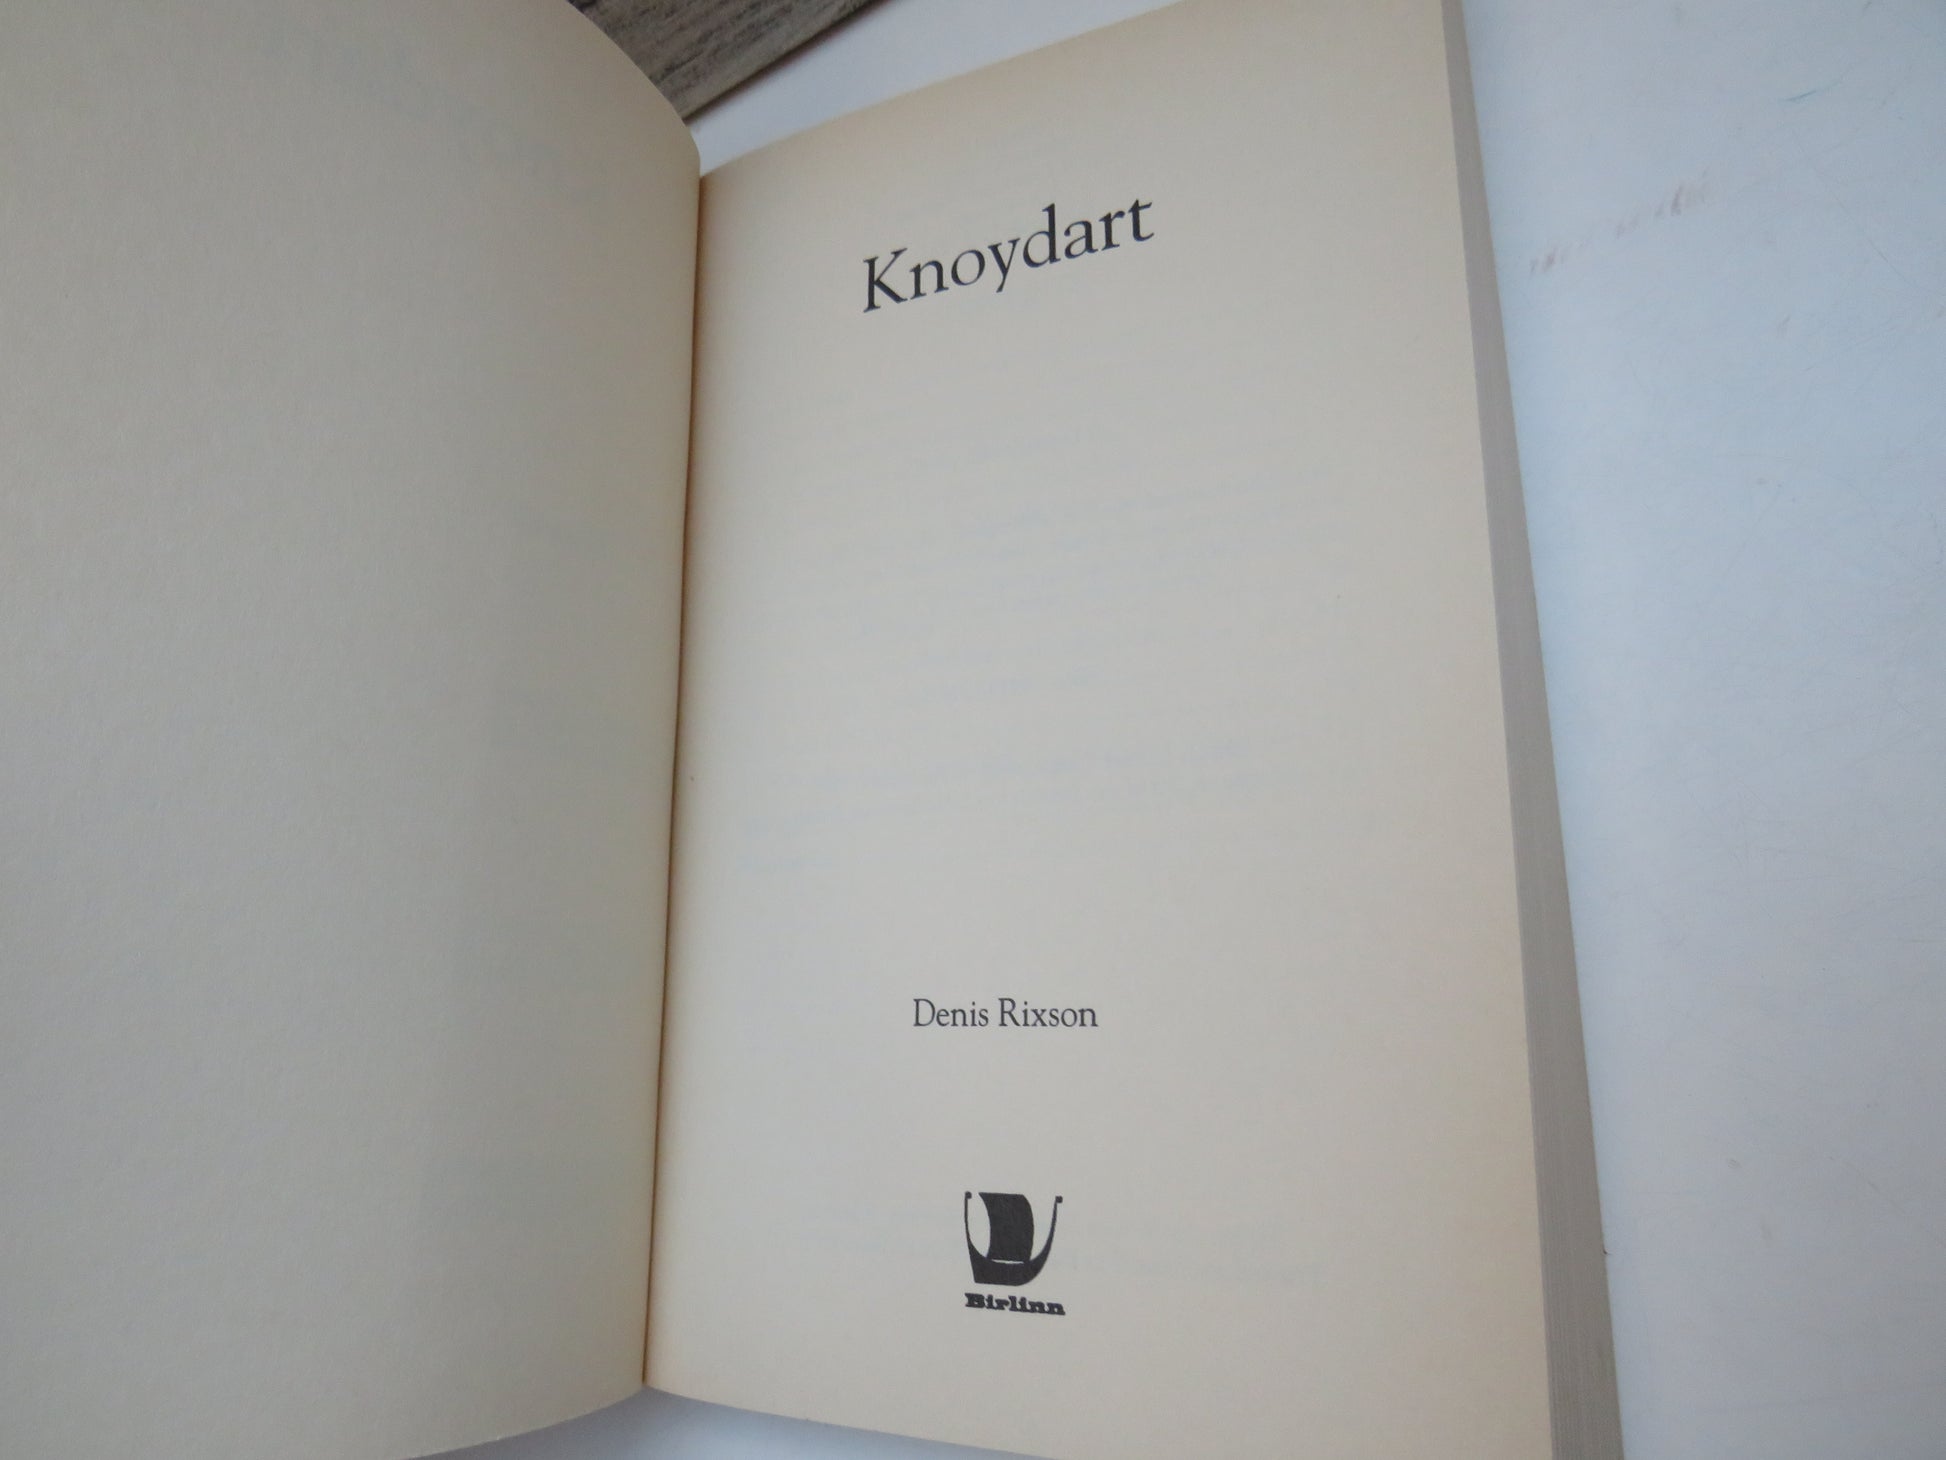 Knoydart
Denis Rixson
Birlinn